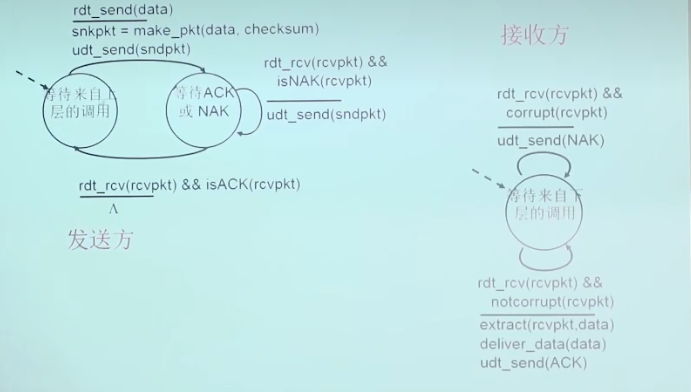 rdt_send(data)
snkpkt = make_pkt(data, checksum)
udt_send(sndpkt)
等待来自上
层的调用
等待ACK
或 NAK
rdt_rcv(rcvpkt) &&
isNAK(rcvpkt)
udt_send(sndpkt)
rdt_rcv(rcvpkt) && isACK(rcvpkt)
Λ
发送方
接收方
rdt_rcv(rcvpkt) &&
corrupt(rcvpkt)
udt_send(NAK)
等待来自下
层的调用
rdt_rcv(rcvpkt) &&
notcorrupt(rcvpkt)
extract(rcvpkt,data)
deliver_data(data)
udt_send(ACK)